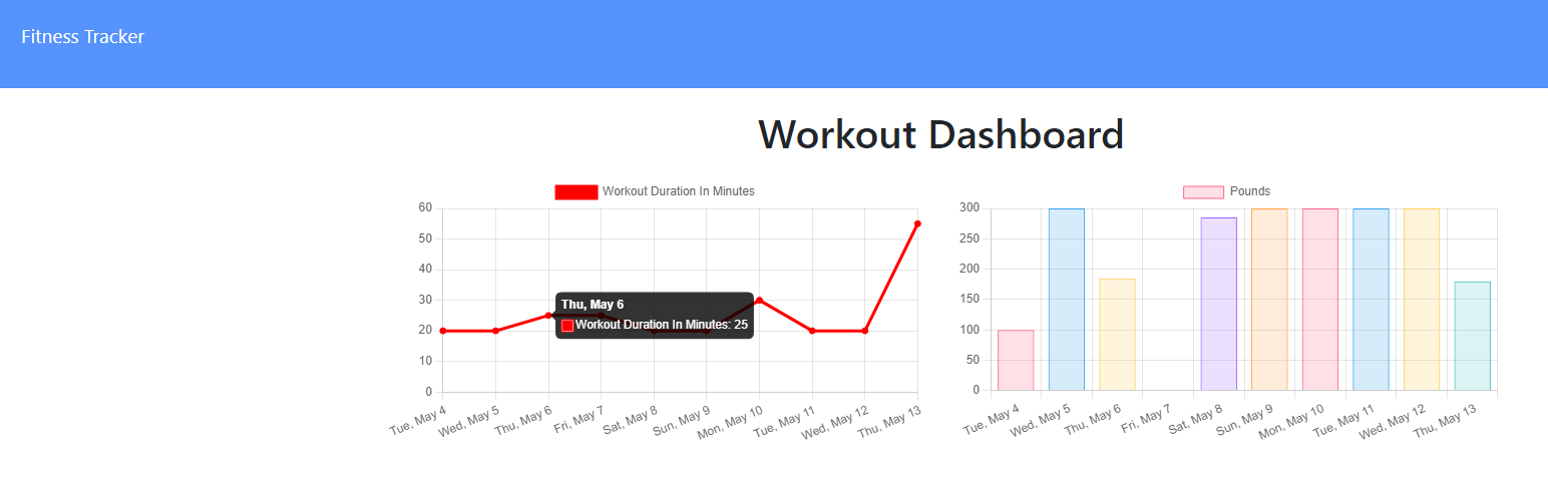 Fitness Tracker
Workout Dashboard
Workout Duration In Minutes
60
50
40
30
20
10
0
Thu, May 6
Workout Duration In Minutes: 25
Tue, May 4
Wed, May 5
Thu, May 6
Fri, May 7
Sat, May 8
Sun, May 9
Mon, May 10
Tue, May 11
Wed, May 12
Thu, May 13
Pounds
300
250
200
150
100
50
0
Tue, May 4
Wed, May 5
Thu, May 6
Fri, May 7
Sat, May 8
Sun, May 9
Mon, May 10
Tue, May 11
Wed, May 12
Thu, May 13